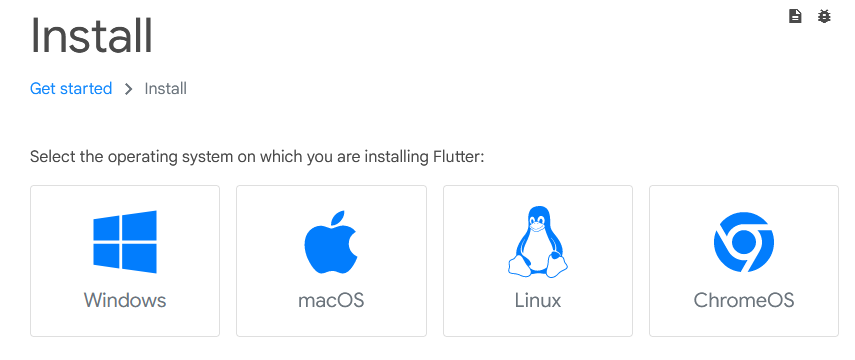 Install
Get started > Install
Select the operating system on which you are installing Flutter:
Windows macOS Linux ChromeOS